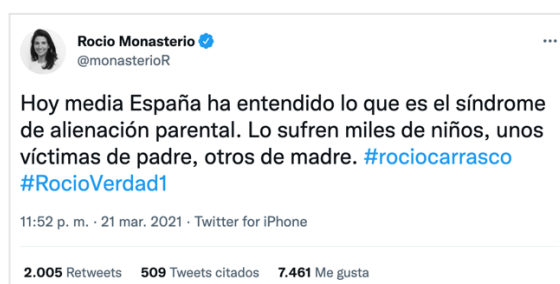 Rocio Monasterio
@monasterioR
Hoy media España ha entendido lo que es el síndrome
de alienación parental. Lo sufren miles de niños, unos
víctimas de padre, otros de madre. #rociocarrasco
#RocioVerdad1
11:52 p. m. · 21 mar. 2021 · Twitter for iPhone
2.005 Retweets 509 Tweets citados 7.461 Me gusta